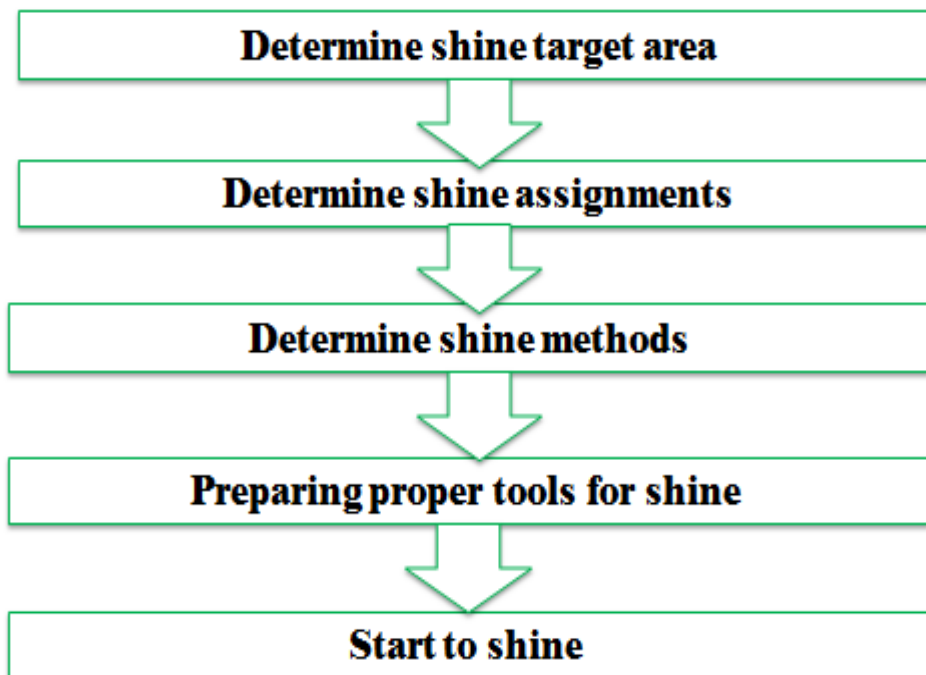 Determine shine target area
Determine shine assignments
Determine shine methods
Preparing proper tools for shine
Start to shine